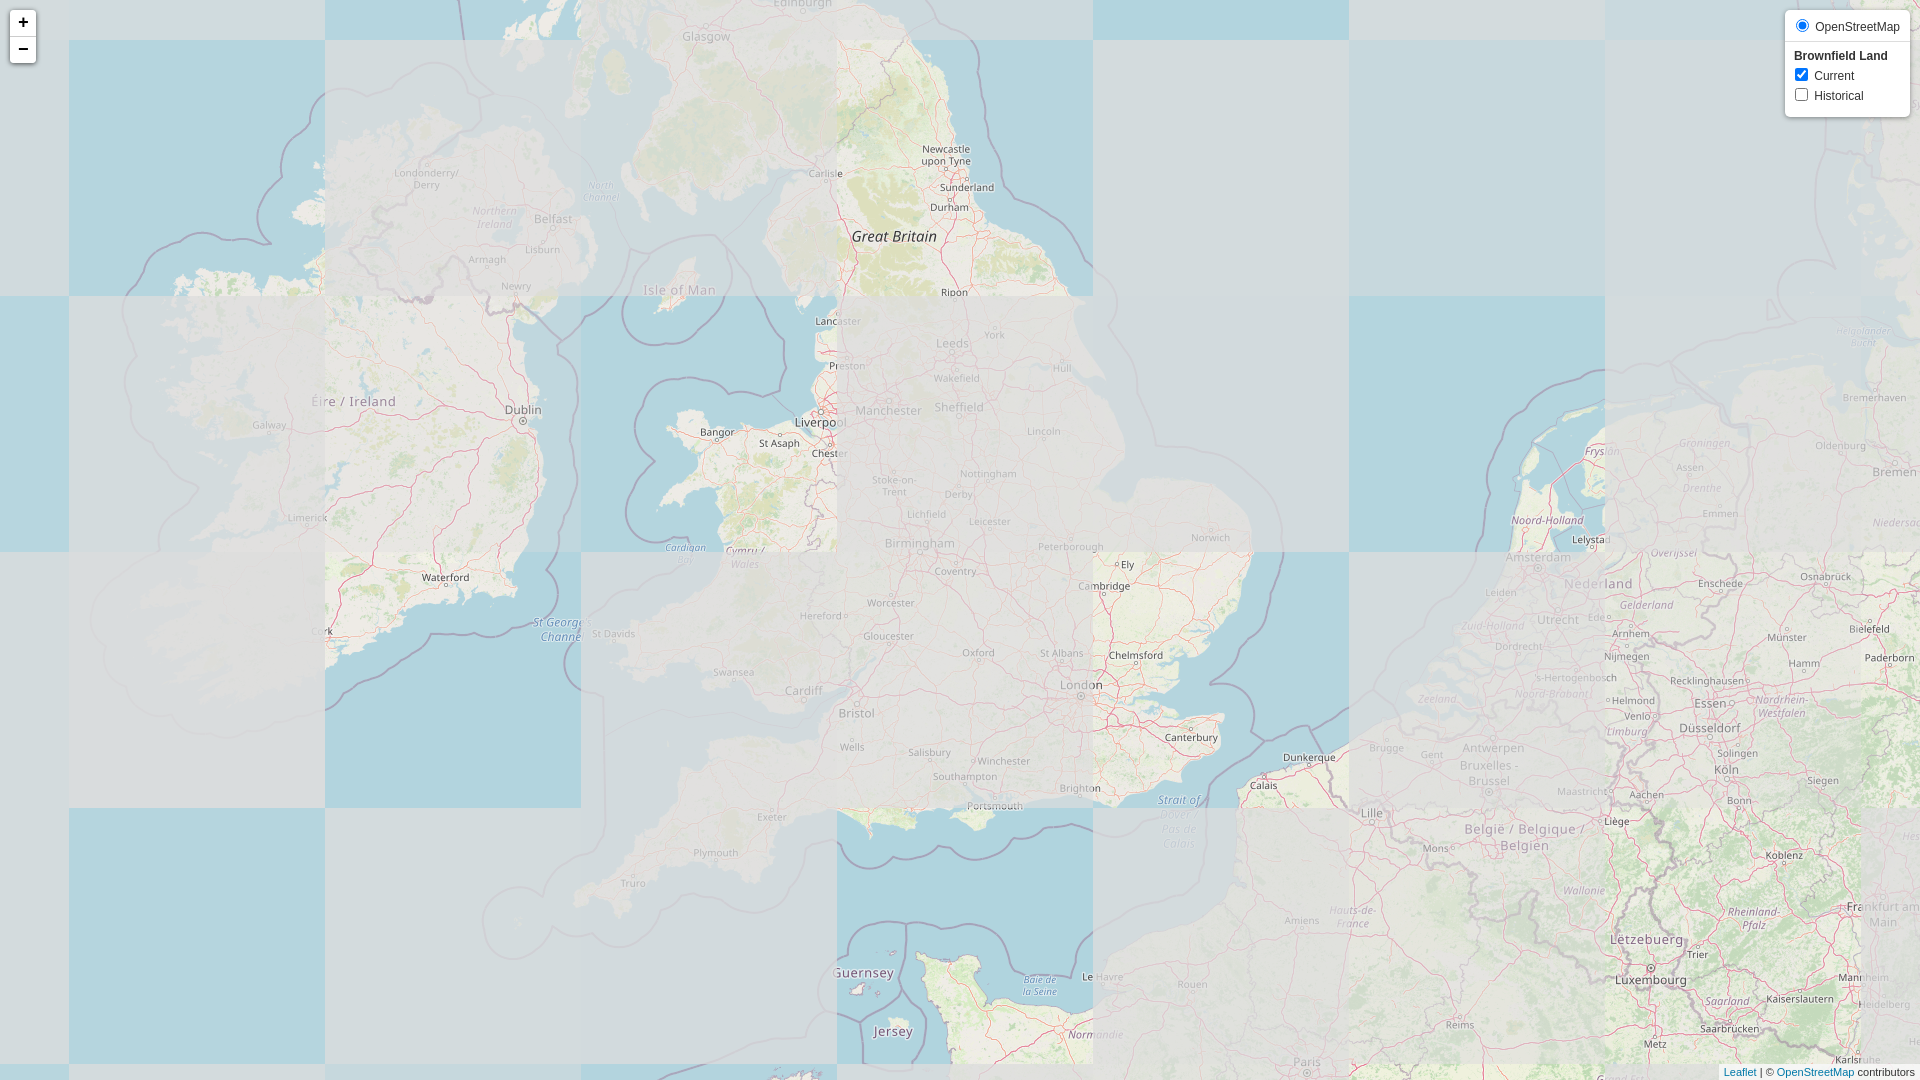 +
−
OpenStreetMap
Brownfield Land
Current
Historical
Edinburgh
Glasgow
Newcastle
upon Tyne
Londonderry/
Derry
Carlisle
North
Channel
Sunderland
Durham
Northern
Ireland
Belfast
Great Britain
Lisburn
Armagh
Newry
Isle of Man
Ripon
Lancaster
York
Leeds
Preston
Hull
Wakefield
Éire / Ireland
Dublin
Manchester
Sheffield
Galway
Liverpool
Bangor
St Asaph
Chester
Lincoln
Nottingham
Stoke-on-
Trent
Derby
Lichfield
Leicester
Limerick
Norwich
Birmingham
Peterborough
Cardigan
Bay
Cymru /
Wales
Ely
Coventry
Waterford
Cambridge
Worcester
Hereford
Cork
St George
Channel
St Davids
Gloucester
Oxford
St Albans
Chelmsford
Swansea
Cardiff
London
Bristol
Canterbury
Wells
Salisbury
Winchester
Southampton
Brighton
Portsmouth
Strait of
Dover /
Pas de
Calais
Exeter
Plymouth
Truro
Guernsey
Jersey
Baie de
la Seine
Le Havre
Rouen
Normandie
Paris
Amiens
Hauts-de-
France
Reims
Dunkerque
Calais
Lille
Helgoländer
Bucht
Bremerhaven
Groningen
Oldenburg
Fryslân
Assen
Bremen
Drenthe
Emmen
Noord-Holland
Lelystad
Amsterdam
Overijssel
Nederland
Enschede
Osnabrück
Leiden
Gelderland
Zuid-Holland
Utrecht
Ede
Arnhem
Münster
Bielefeld
Dordrecht
Nijmegen
Hamm
Paderborn
's-Hertogenbosch
Recklinghausen
Zeeland
Noord-Brabant
Helmond
Essen
Nordrhein-
Westfalen
Venlo
Limburg
Düsseldorf
Brugge
Gent
Antwerpen
Solingen
Bruxelles -
Brussel
Köln
Siegen
Maastricht
Aachen
Bonn
Liège
België / Belgique /
Belgien
Mons
Koblenz
Wallonie
Rheinland-
Pfalz
Frankfurt am
Main
Lëtzebuerg
Trier
Luxembourg
Mannheim
Saarland
Kaiserslautern
Heidelberg
Saarbrücken
Metz
Karlsruhe
Leaflet | © OpenStreetMap contributors